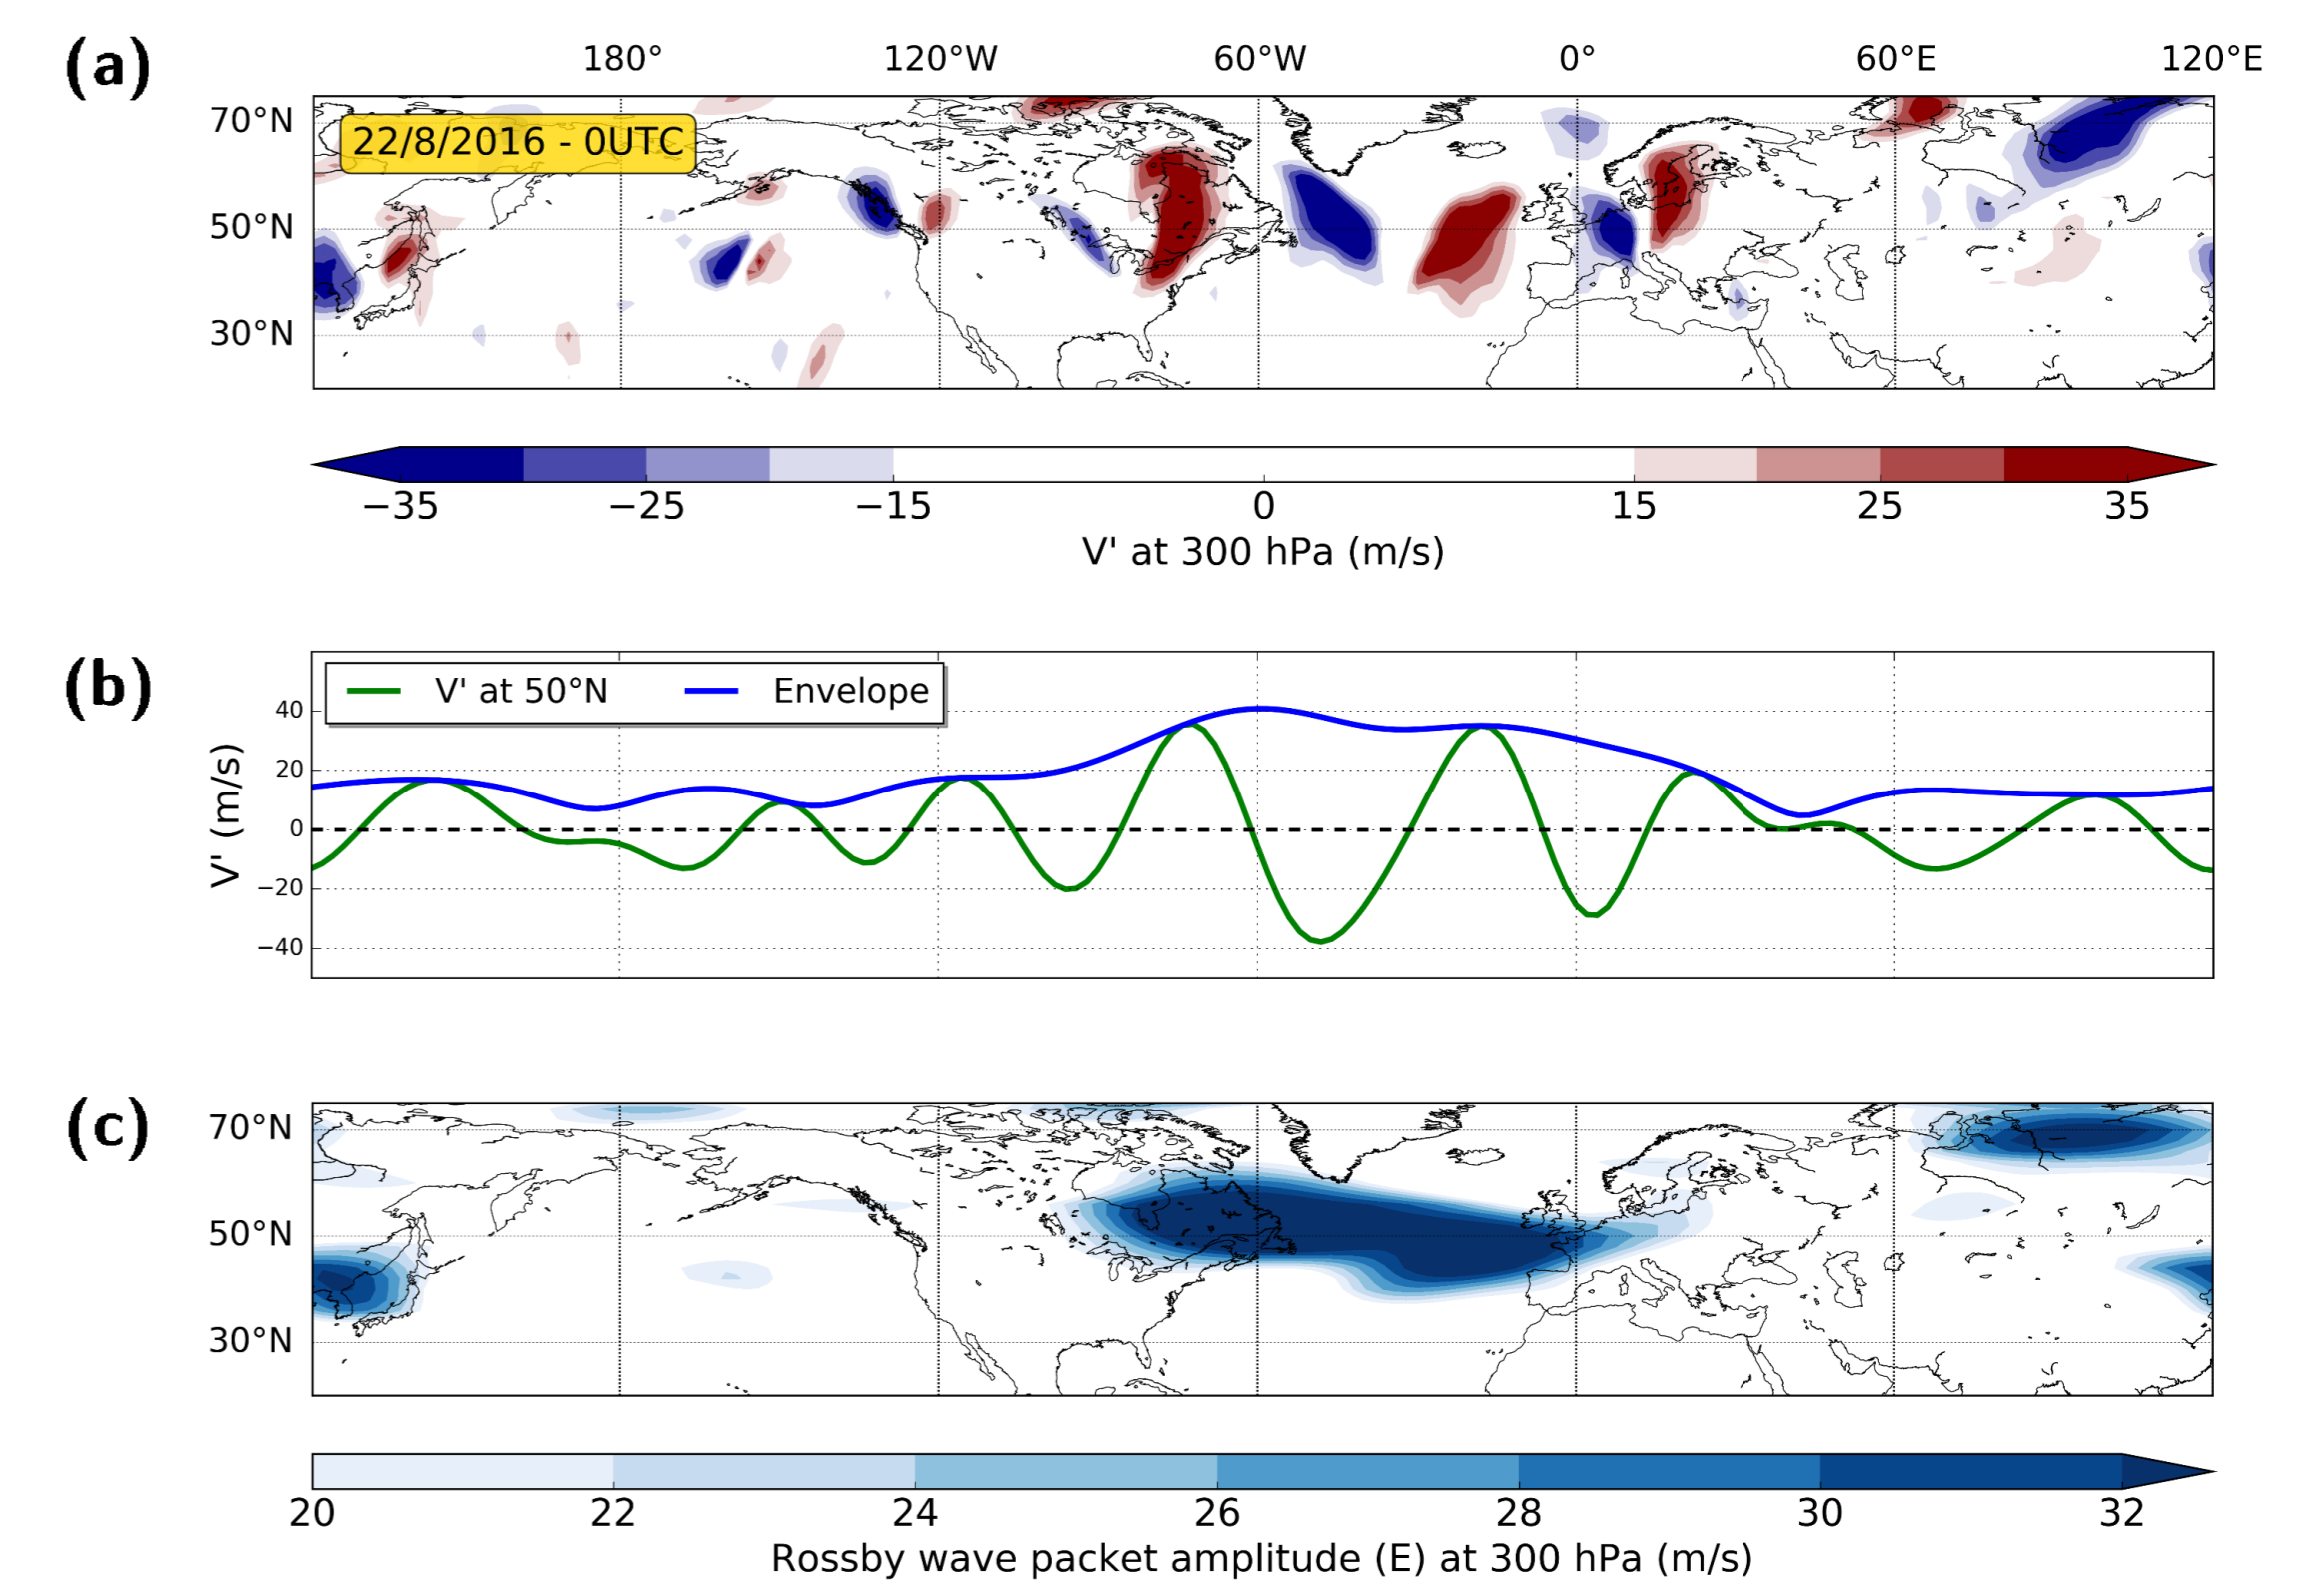 (a)
180° 120°W 60°W 0° 60°E 120°E
70°N
22/8/2016 - 0UTC
50°N
30°N
−35 −25 −15 0 15 25 35
V' at 300 hPa (m/s)
(b)
V' at 50°N Envelope
40
20
0
−20
−40
V' (m/s)
(c)
70°N
50°N
30°N
20 22 24 26 28 30 32
Rossby wave packet amplitude (E) at 300 hPa (m/s)